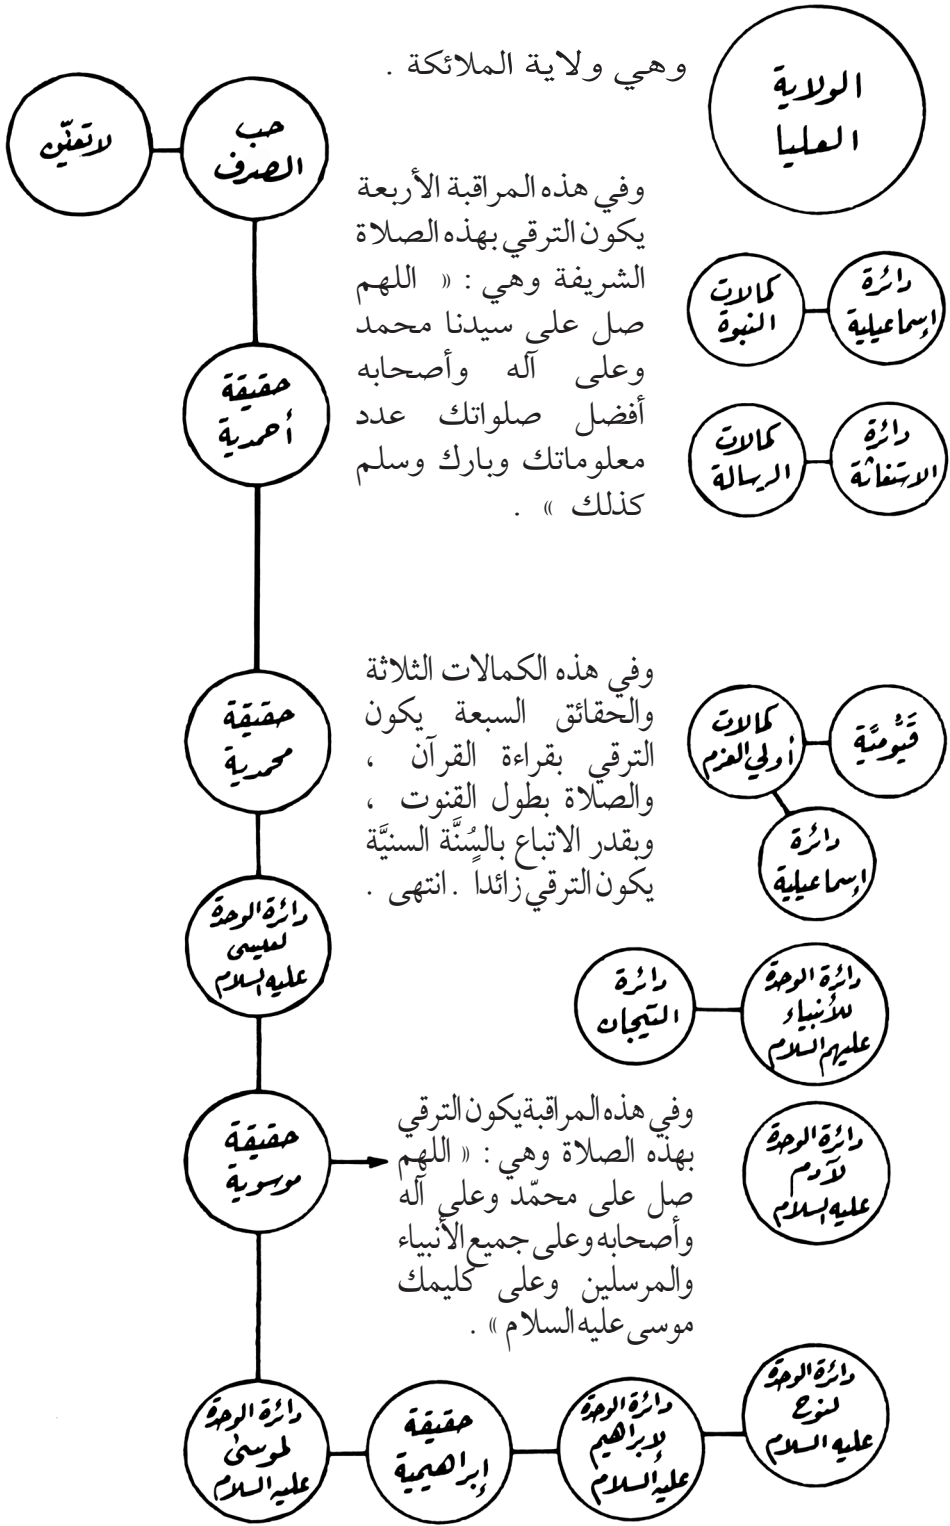 الولاية
العليا
وهي ولاية الملائكة .
حب
الصرف
لا تعيّن
وفي هذه المراقبة الأربعة
يكون الترقي بهذه الصلاة
الشريفة وهي : « اللهم
صل على سيدنا محمد
وعلى آله وأصحابه
أفضل صلواتك عدد
معلوماتك وبارك وسلم
كذلك » .
دائرة
إسماعيلية
كمالات
النبوة
دائرة
الاستغاثة
كمالات
الرسالة
حقيقة
أحمدية
وفي هذه الكمالات الثلاثة
والحقائق السبعة يكون
الترقي بقراءة القرآن ،
والصلاة بطول القنوت ،
وبقدر الاتباع بالسُنَّة السنيَّة
يكون الترقي زائداً . انتهى .
قَيُّوميَّة
كمالات
أولي العزم
دائرة
إسماعيلية
حقيقة
محمدية
دائرة الوحدة
لعيسى
عليه السلام
دائرة الوحدة
للأنبياء
عليهم السلام
دائرة
التيجان
دائرة الوحدة
لآدم
عليه السلام
وفي هذه المراقبة يكون الترقي
بهذه الصلاة وهي : « اللهم
صل على محمّد وعلى آله
وأصحابه وعلى جميع الأنبياء
والمرسلين وعلى كليمك
موسى عليه السلام » .
حقيقة
موسوية
دائرة الوحدة
لنوح
عليه السلام
دائرة الوحدة
لإبراهيم
عليه السلام
حقيقة
إبراهيمية
دائرة الوحدة
لموسى
عليه السلام